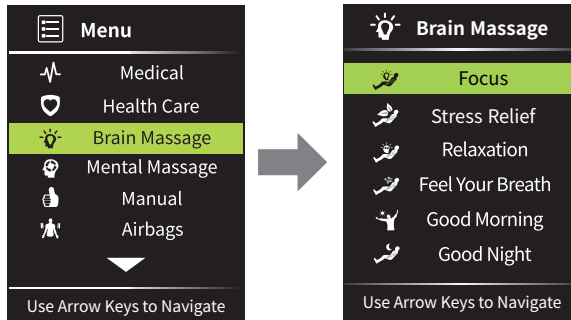 Menu
Medical
Health Care
Brain Massage
Mental Massage
Manual
Airbags
Use Arrow Keys to Navigate
Brain Massage
Focus
Stress Relief
Relaxation
Feel Your Breath
Good Morning
Good Night
Use Arrow Keys to Navigate